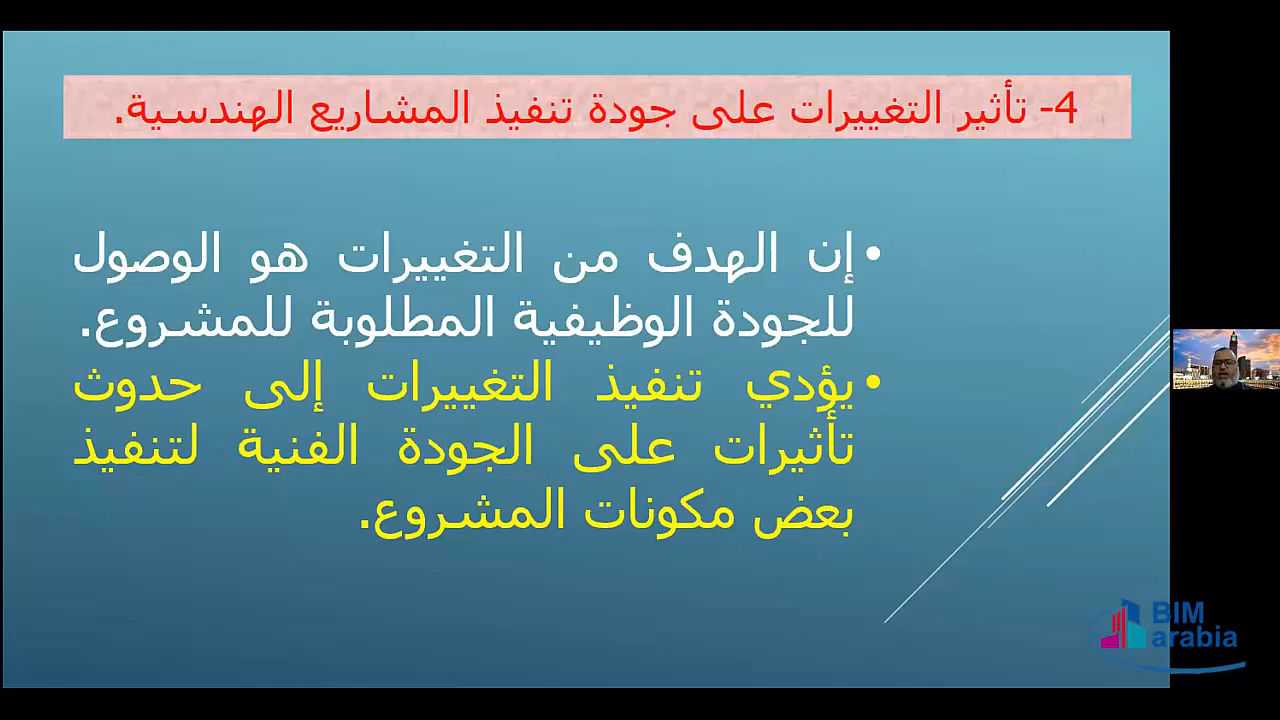 4- تأثير التغييرات على جودة تنفيذ المشاريع الهندسية.
• إن الهدف من التغييرات هو الوصول
للجودة الوظيفية المطلوبة للمشروع.
• يؤدي تنفيذ التغييرات إلى حدوث
تأثيرات على الجودة الفنية لتنفيذ
بعض مكونات المشروع.
BIM
arabia